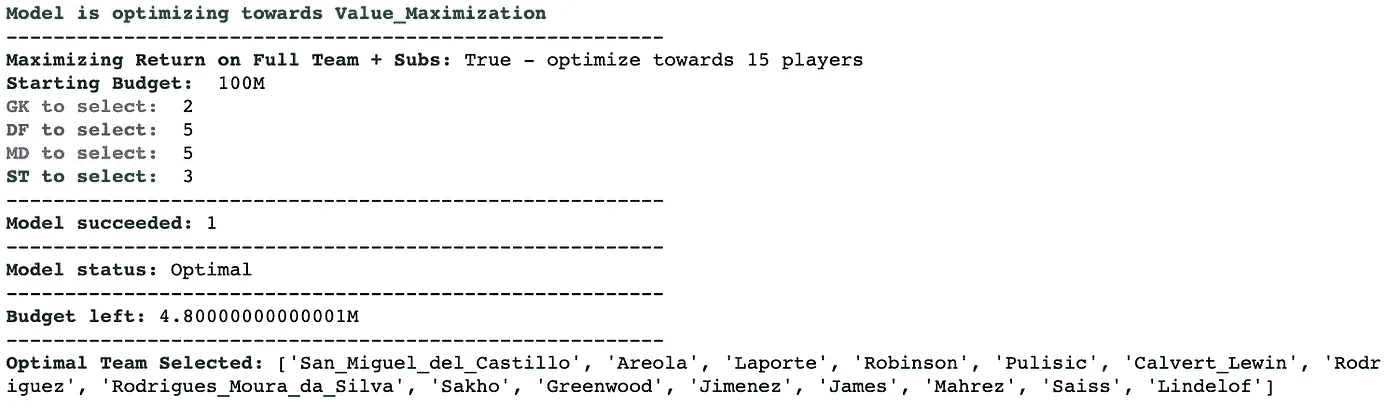 Model is optimizing towards Value_Maximization
-------------------------------------------------------
Maximizing Return on Full Team + Subs: True - optimize towards 15 players
Starting Budget:  100M
GK to select:  2
DF to select:  5
MD to select:  5
ST to select:  3
-------------------------------------------------------
Model succeeded: 1
-------------------------------------------------------
Model status: Optimal
-------------------------------------------------------
Budget left: 4.80000000000001M
-------------------------------------------------------
Optimal Team Selected: ['San_Miguel_del_Castillo', 'Areola', 'Laporte', 'Robinson', 'Pulisic', 'Calvert_Lewin', 'Rodr
iguez', 'Rodrigues_Moura_da_Silva', 'Sakho', 'Greenwood', 'Jimenez', 'James', 'Mahrez', 'Saiss', 'Lindelof']